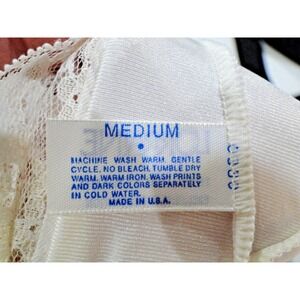 MEDIUM
•
MACHINE WASH WARM, GENTLE
CYCLE, NO BLEACH, TUMBLE DRY
WARM. WARM IRON. WASH PRINTS
AND DARK COLORS SEPARATELY
IN COLD WATER.
MADE IN U.S.A.